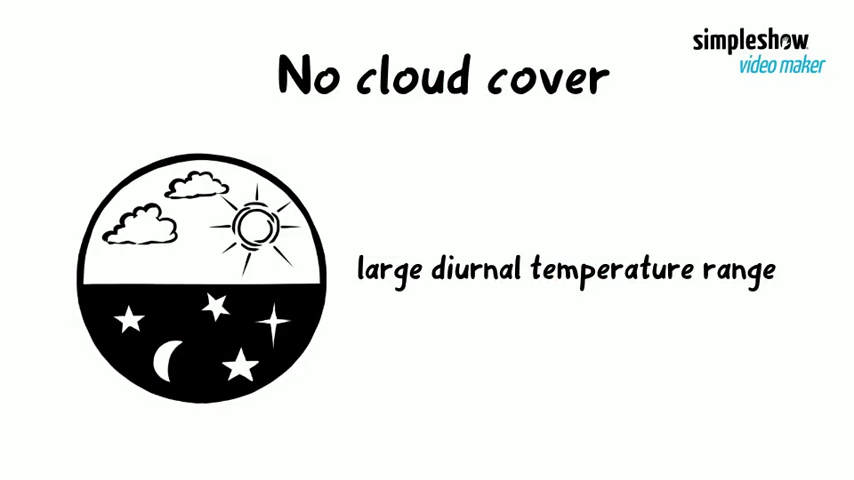 simpleshow
video maker
No cloud cover
large diurnal temperature range